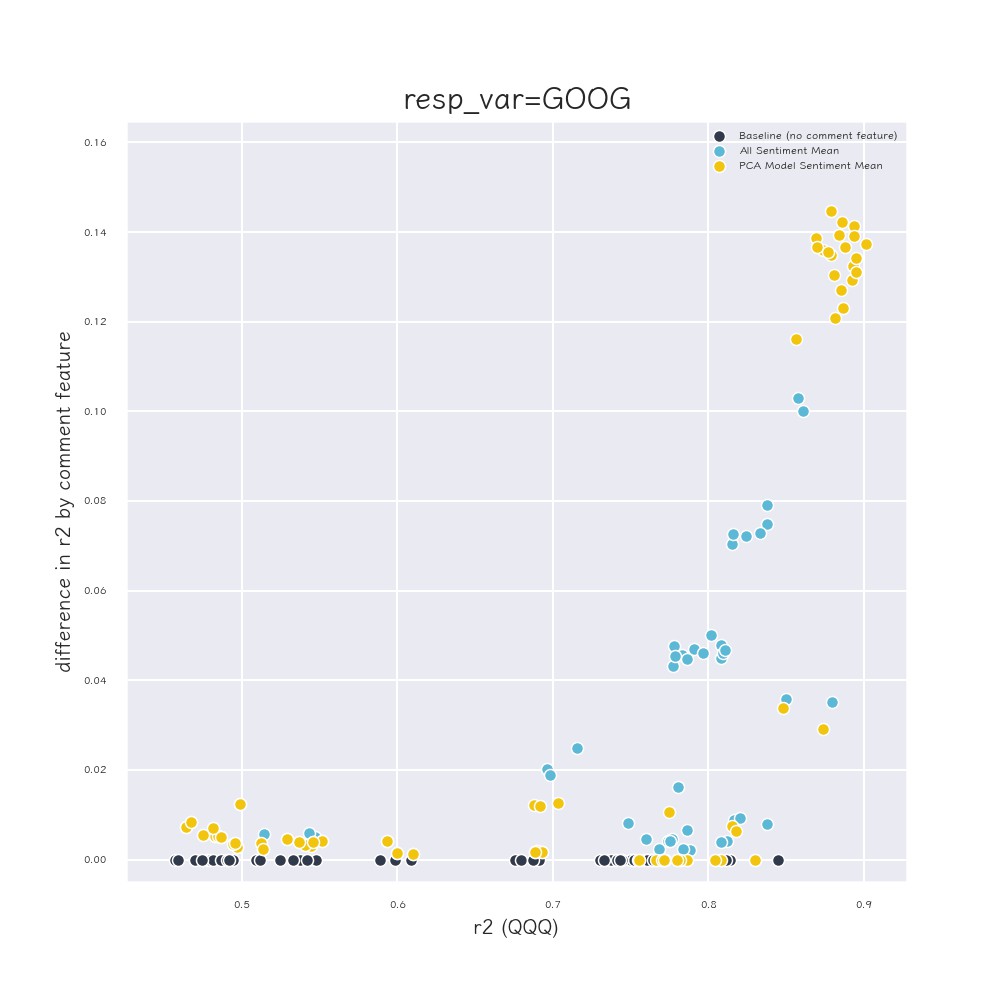 resp_var=GOOG
Baseline (no comment feature)
All Sentiment Mean
PCA Model Sentiment Mean
0.16
0.14
0.12
0.10
0.08
0.06
0.04
0.02
0.00
difference in r2 by comment feature
0.5 0.6 0.7 0.8 0.9
r2 (QQQ)